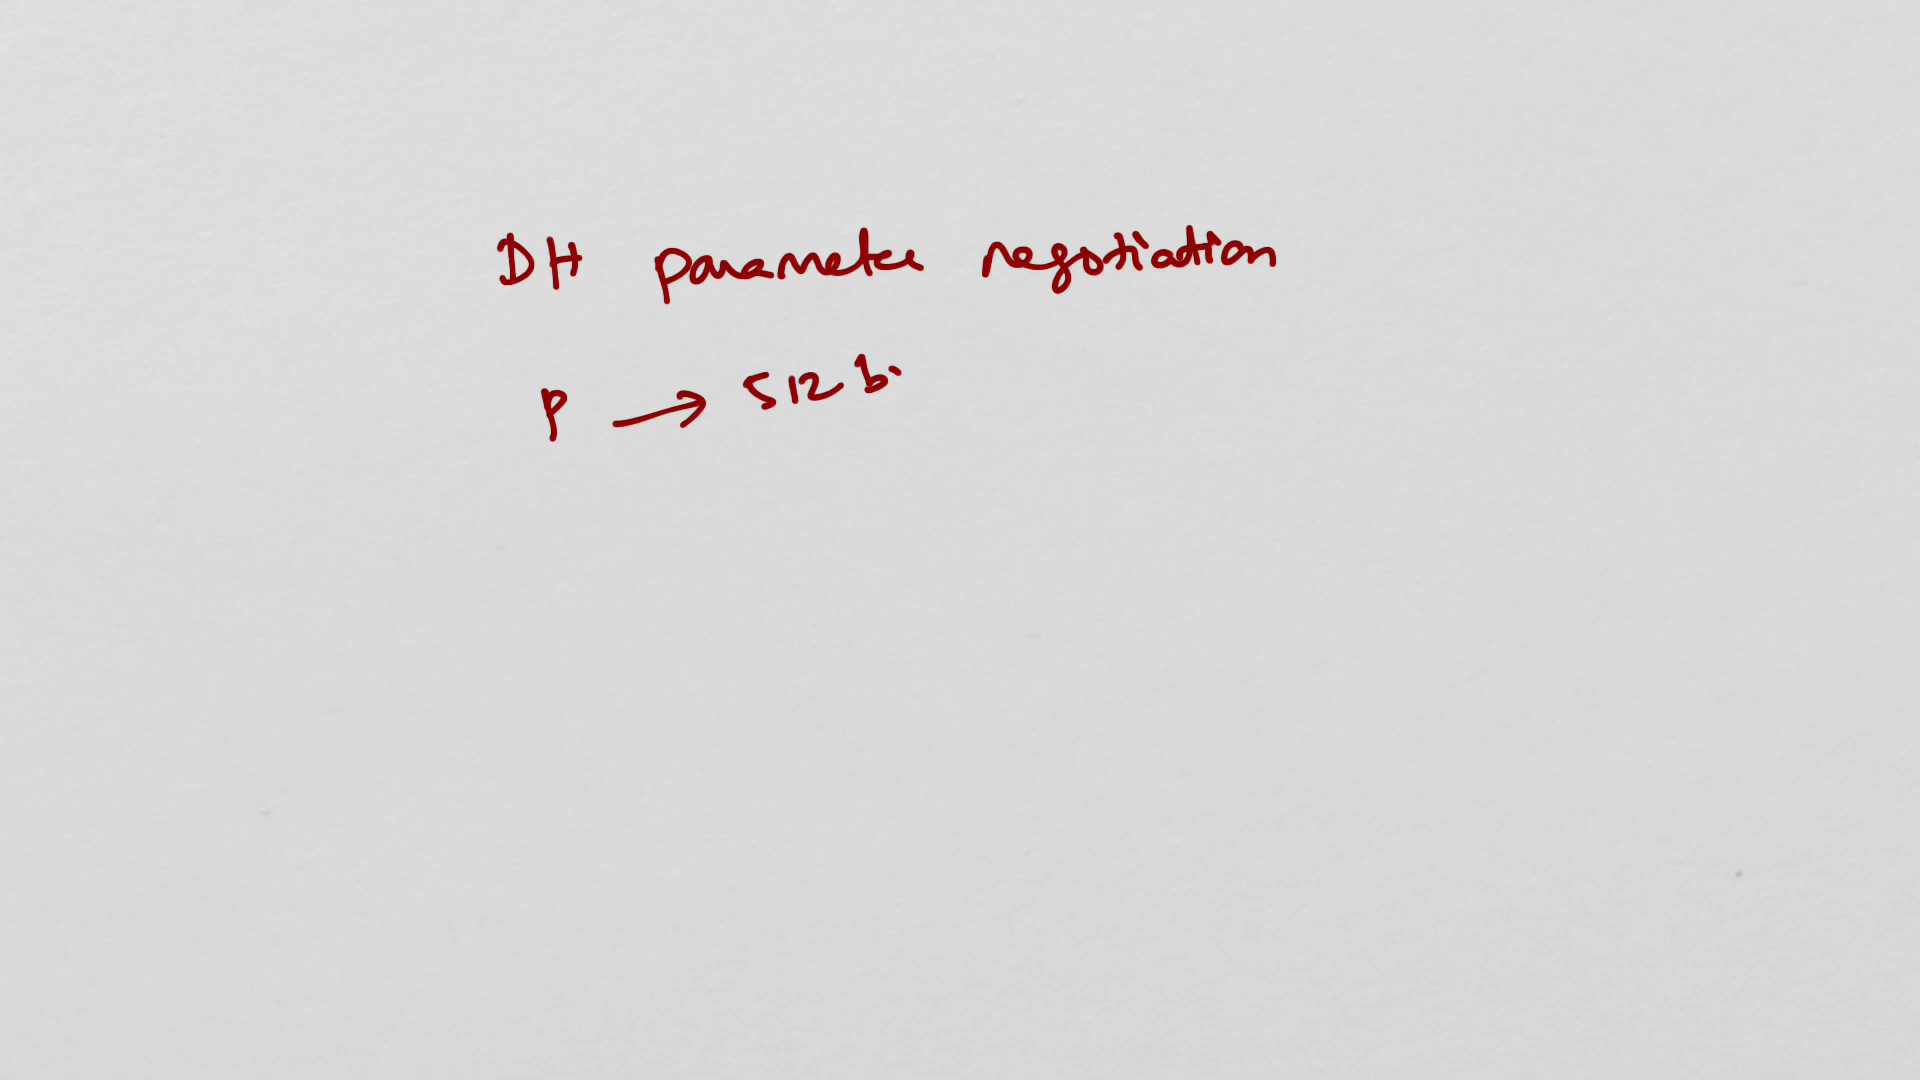 DH parameter negotiation
p → 512 b.